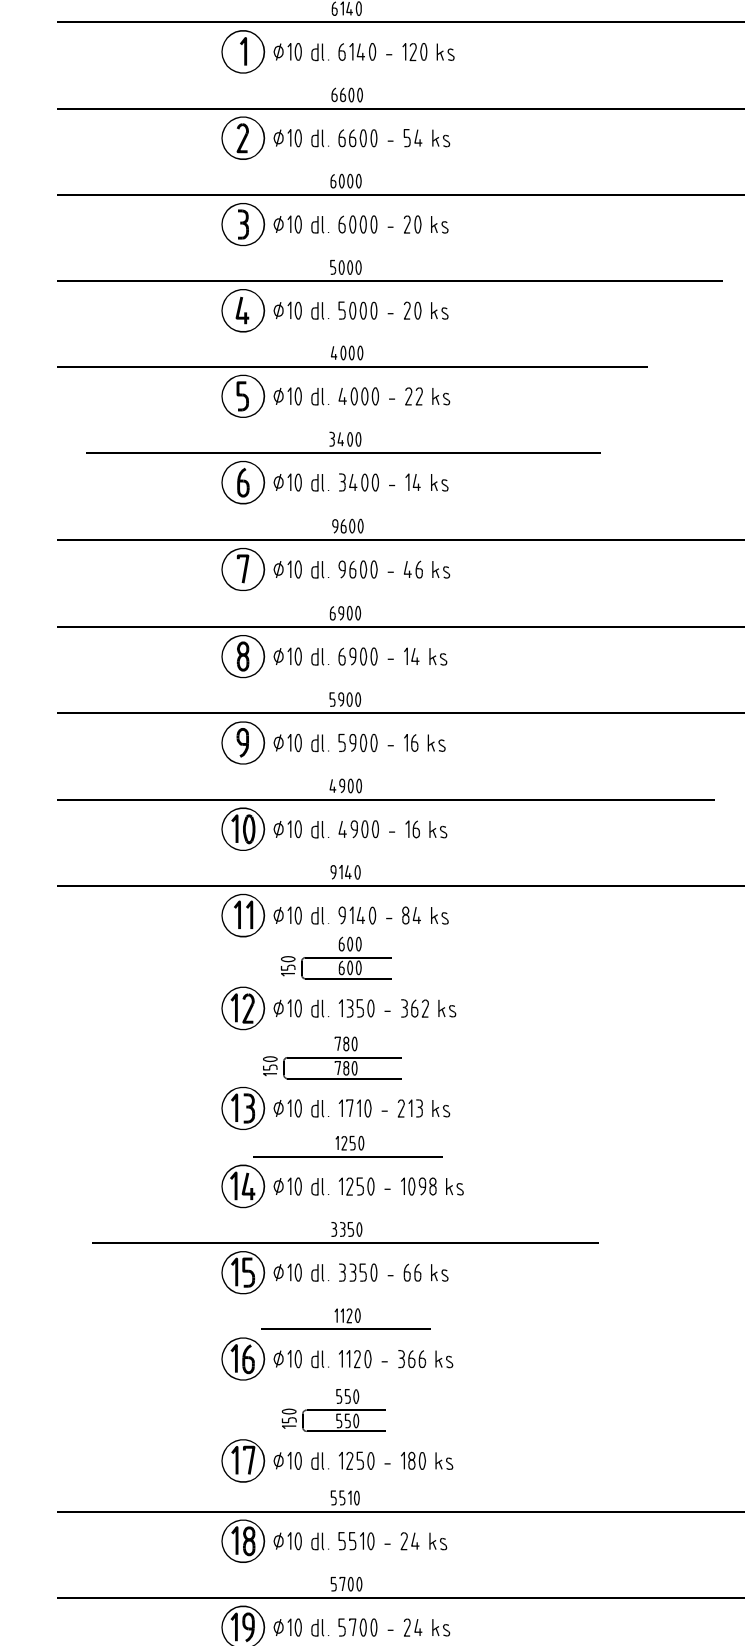 6140
1 Ø10 dl. 6140 - 120 ks
6600
2 Ø10 dl. 6600 - 54 ks
6000
3 Ø10 dl. 6000 - 20 ks
5000
4 Ø10 dl. 5000 - 20 ks
4000
5 Ø10 dl. 4000 - 22 ks
3400
6 Ø10 dl. 3400 - 14 ks
9600
7 Ø10 dl. 9600 - 46 ks
6900
8 Ø10 dl. 6900 - 14 ks
5900
9 Ø10 dl. 5900 - 16 ks
4900
10 Ø10 dl. 4900 - 16 ks
9140
11 Ø10 dl. 9140 - 84 ks
600
150 600
12 Ø10 dl. 1350 - 362 ks
780
150 780
13 Ø10 dl. 1710 - 213 ks
1250
14 Ø10 dl. 1250 - 1098 ks
3350
15 Ø10 dl. 3350 - 66 ks
1120
16 Ø10 dl. 1120 - 366 ks
550
150 550
17 Ø10 dl. 1250 - 180 ks
5510
18 Ø10 dl. 5510 - 24 ks
5700
19 Ø10 dl. 5700 - 24 ks